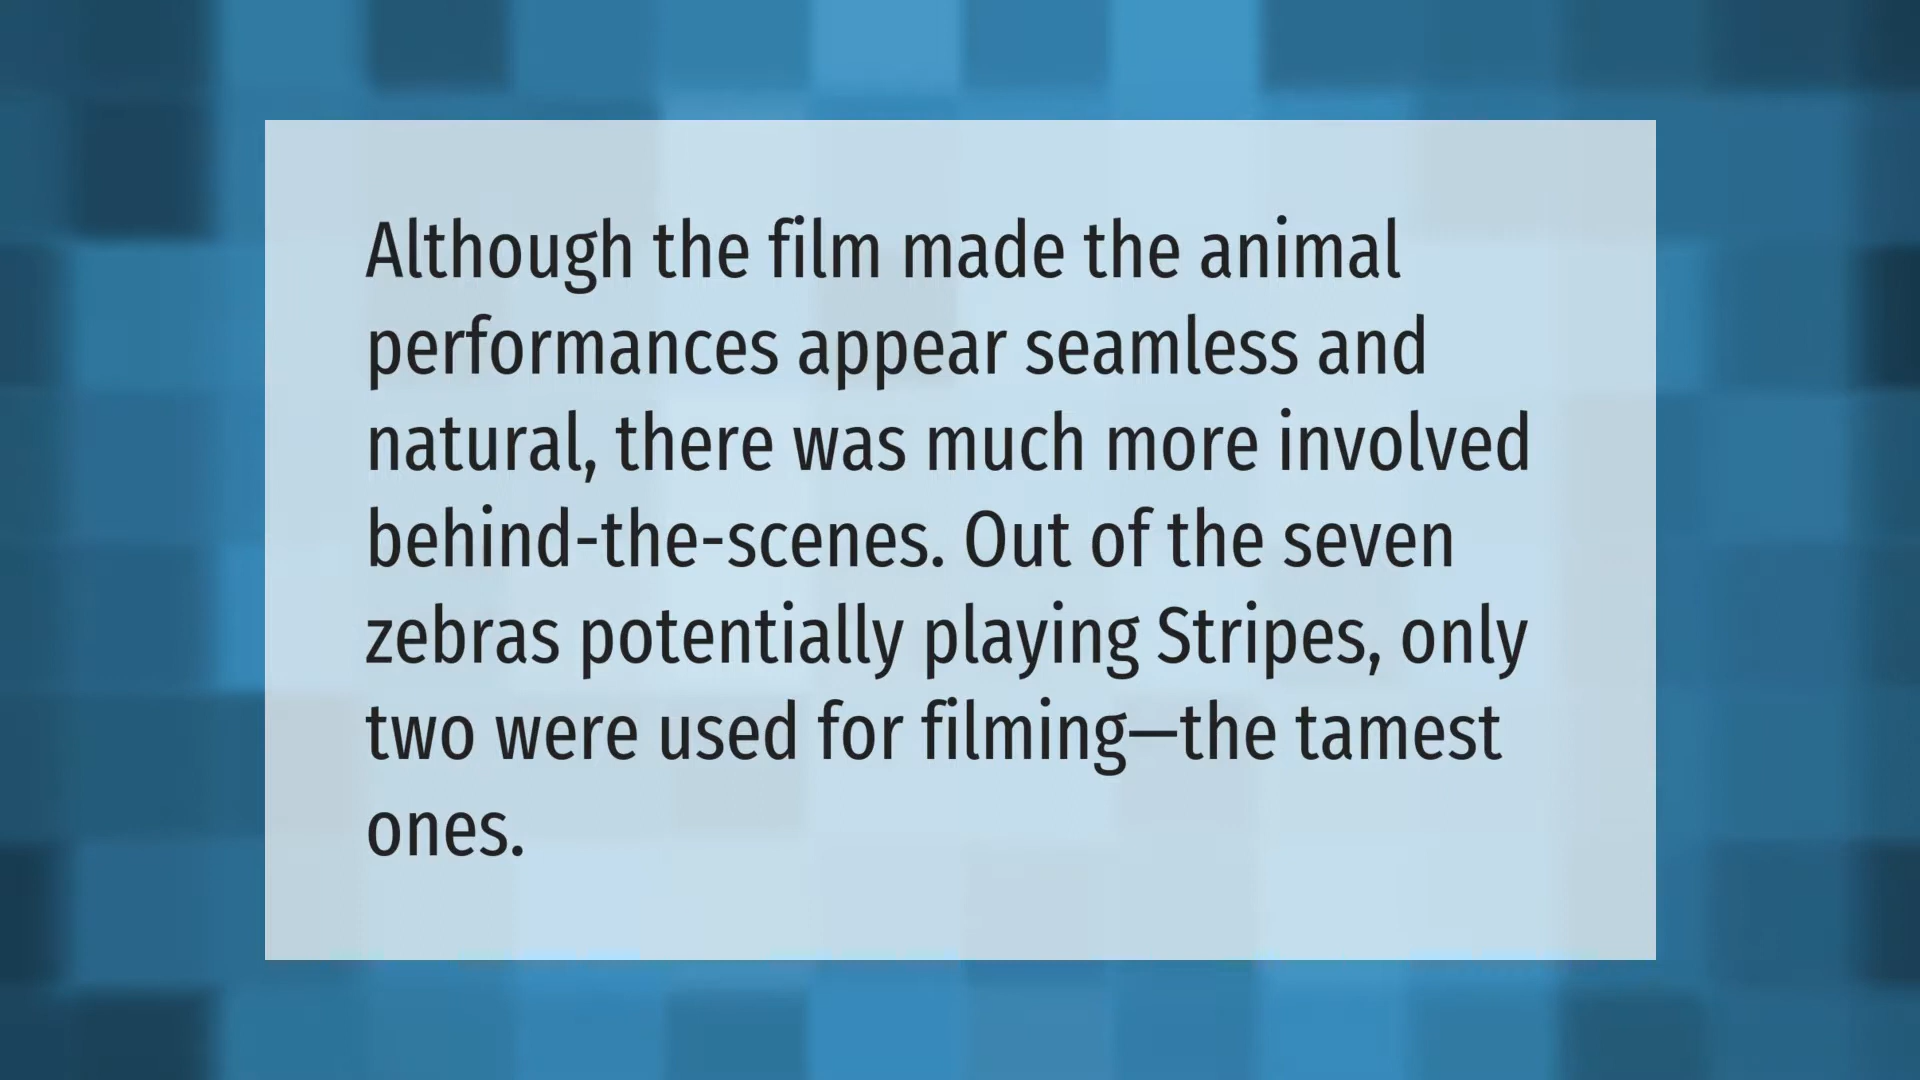 Although the film made the animal
performances appear seamless and
natural, there was much more involved
behind-the-scenes. Out of the seven
zebras potentially playing Stripes, only
two were used for filming—the tamest
ones.